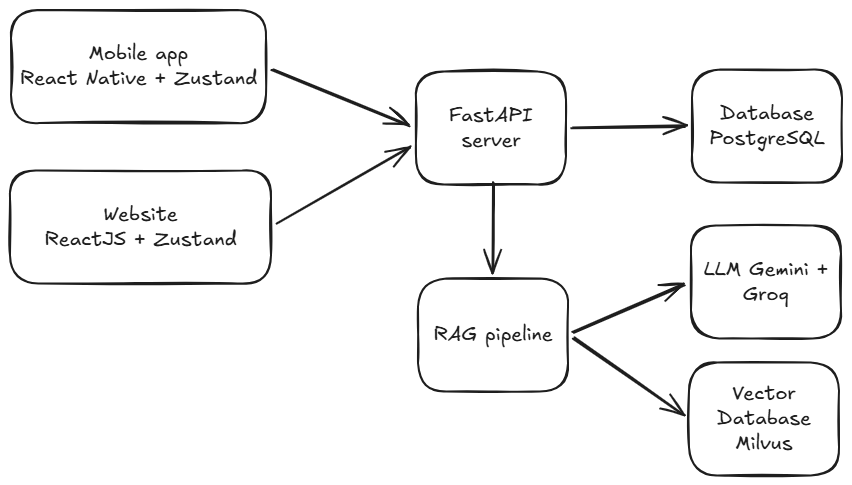 Mobile app
React Native + Zustand
Website
ReactJS + Zustand
FastAPI
server
Database
PostgreSQL
RAG pipeline
LLM Gemini +
Groq
Vector
Database
Milvus